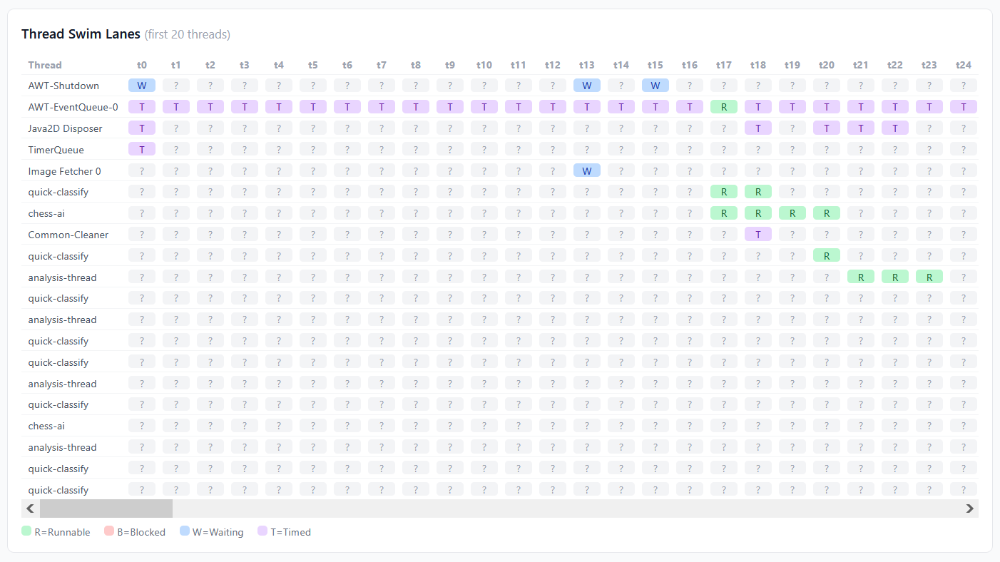 Thread Swim Lanes (first 20 threads)
Thread t0 t1 t2 t3 t4 t5 t6 t7 t8 t9 t10 t11 t12 t13 t14 t15 t16 t17 t18 t19 t20 t21 t22 t23 t24
AWT-Shutdown W ? ? ? ? ? ? ? ? ? ? ? ? W ? W ? ? ? ? ? ? ? ? ?
AWT-EventQueue-0 T T T T T T T T T T T T T T T T T R T T T T T T T
Java2D Disposer T ? ? ? ? ? ? ? ? ? ? ? ? ? ? ? ? ? T ? T T T ? ?
TimerQueue T ? ? ? ? ? ? ? ? ? ? ? ? ? ? ? ? ? ? ? ? ? ? ? ?
Image Fetcher 0 ? ? ? ? ? ? ? ? ? ? ? ? ? W ? ? ? ? ? ? ? ? ? ? ?
quick-classify ? ? ? ? ? ? ? ? ? ? ? ? ? ? ? ? ? R R ? ? ? ? ? ?
chess-ai ? ? ? ? ? ? ? ? ? ? ? ? ? ? ? ? ? R R R R ? ? ? ?
Common-Cleaner ? ? ? ? ? ? ? ? ? ? ? ? ? ? ? ? ? ? T ? ? ? ? ? ?
quick-classify ? ? ? ? ? ? ? ? ? ? ? ? ? ? ? ? ? ? ? ? R ? ? ? ?
analysis-thread ? ? ? ? ? ? ? ? ? ? ? ? ? ? ? ? ? ? ? ? ? R R R ?
quick-classify ? ? ? ? ? ? ? ? ? ? ? ? ? ? ? ? ? ? ? ? ? ? ? ? ?
analysis-thread ? ? ? ? ? ? ? ? ? ? ? ? ? ? ? ? ? ? ? ? ? ? ? ? ?
quick-classify ? ? ? ? ? ? ? ? ? ? ? ? ? ? ? ? ? ? ? ? ? ? ? ? ?
quick-classify ? ? ? ? ? ? ? ? ? ? ? ? ? ? ? ? ? ? ? ? ? ? ? ? ?
analysis-thread ? ? ? ? ? ? ? ? ? ? ? ? ? ? ? ? ? ? ? ? ? ? ? ? ?
quick-classify ? ? ? ? ? ? ? ? ? ? ? ? ? ? ? ? ? ? ? ? ? ? ? ? ?
chess-ai ? ? ? ? ? ? ? ? ? ? ? ? ? ? ? ? ? ? ? ? ? ? ? ? ?
analysis-thread ? ? ? ? ? ? ? ? ? ? ? ? ? ? ? ? ? ? ? ? ? ? ? ? ?
quick-classify ? ? ? ? ? ? ? ? ? ? ? ? ? ? ? ? ? ? ? ? ? ? ? ? ?
quick-classify ? ? ? ? ? ? ? ? ? ? ? ? ? ? ? ? ? ? ? ? ? ? ? ? ?
R=Runnable B=Blocked W=Waiting T=Timed